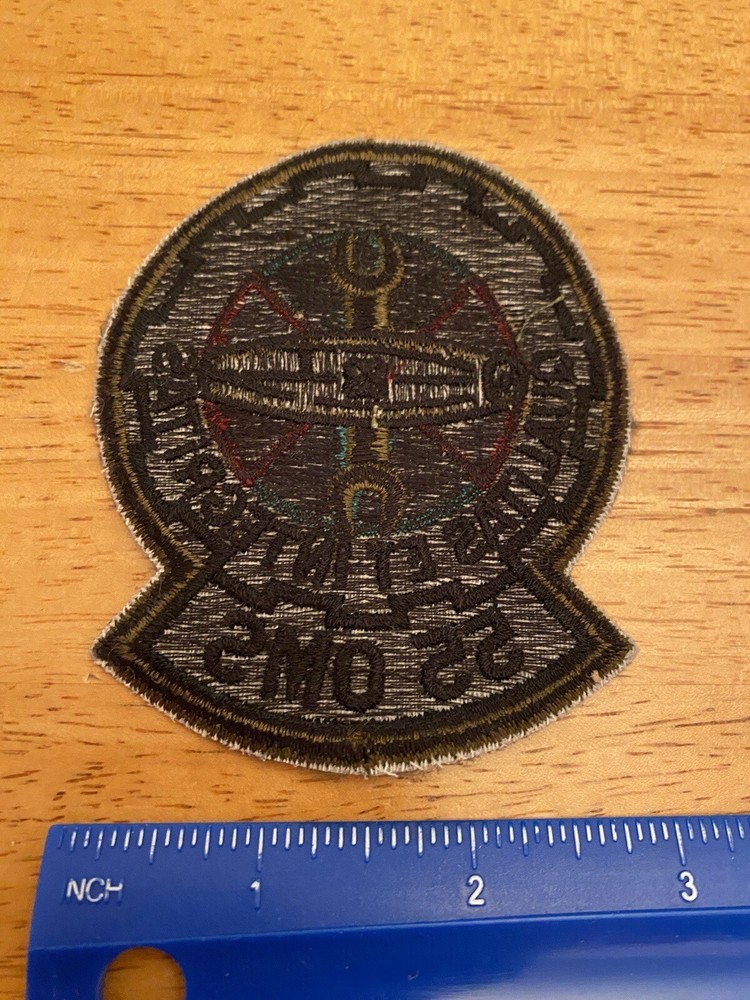 QUALITAS ET INTEGRITAS
55 OMS
NCH 1 2 3